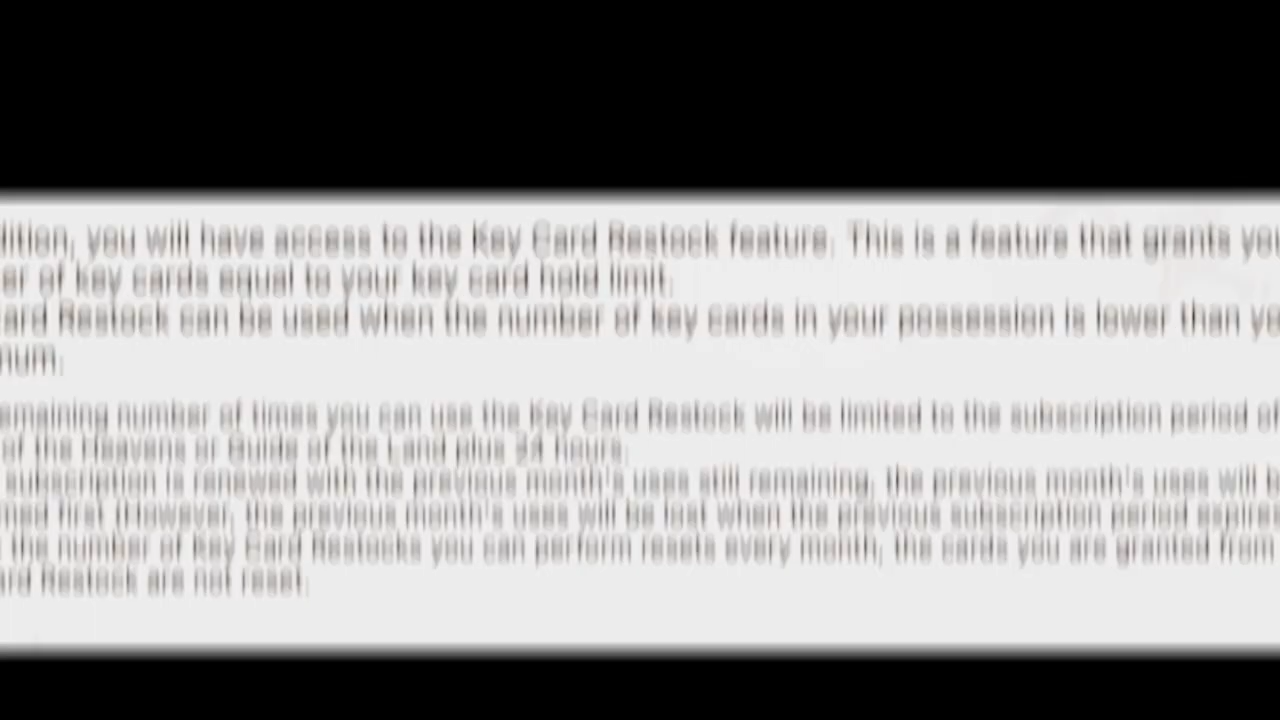 lition, you will have access to the Key Card Restock feature. This is a feature that grants you
er of key cards equal to your key card hold limit.
ard Restock can be used when the number of key cards in your possession is lower than yo
num.
emaining number of times you can use the Key Card Restock will be limited to the subscription period of
of the Heavens or Guide of the Land plus 24 hours.
subscription is renewed with the previous month's uses still remaining, the previous month's uses will b
med first (However, the previous month's uses will be lost when the previous subscription period expires
the number of Key Card Restocks you can perform resets every month, the cards you are granted from
ard Restock are not reset.